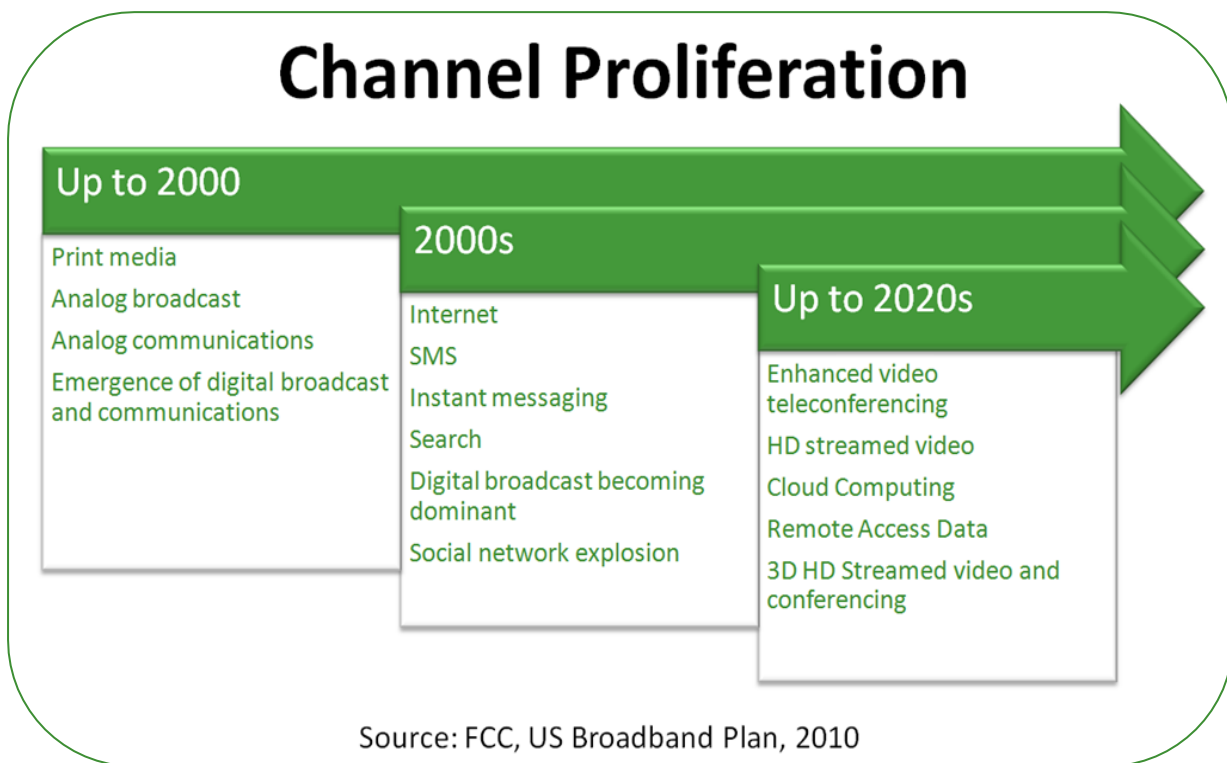 Channel Proliferation
Up to 2000
Print media
Analog broadcast
Analog communications
Emergence of digital broadcast
and communications
2000s
Internet
SMS
Instant messaging
Search
Digital broadcast becoming
dominant
Social network explosion
Up to 2020s
Enhanced video
teleconferencing
HD streamed video
Cloud Computing
Remote Access Data
3D HD Streamed video and
conferencing
Source: FCC, US Broadband Plan, 2010